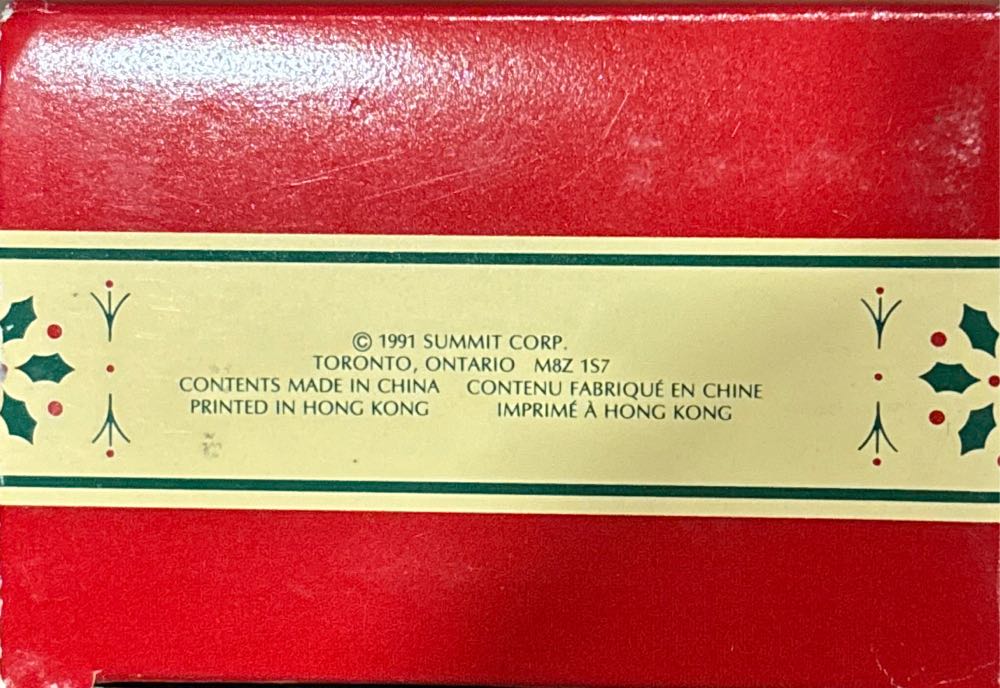 © 1991 SUMMIT CORP.
TORONTO, ONTARIO M8Z 1S7
CONTENTS MADE IN CHINA CONTENU FABRIQUÉ EN CHINE
PRINTED IN HONG KONG IMPRIMÉ À HONG KONG